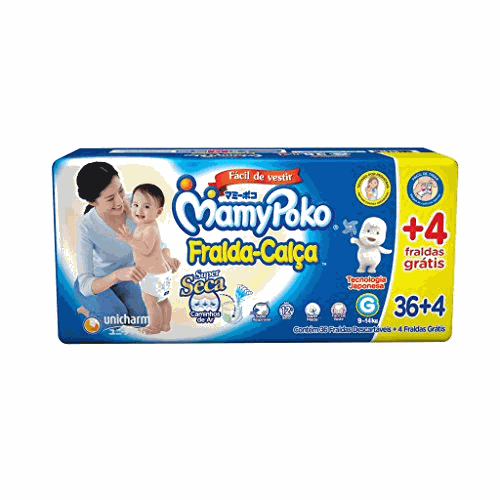 Fácil de vestir
マミーポコ
MamyPoko
Fralda-Calça
Super
Seca
Caminhos
de Ar
12h
unicharm
Tecnologia
Japonesa
G
9-14kg
+4
fraldas
grátis
36+4
Contém 36 Fraldas Descartáveis + 4 Fraldas Grátis